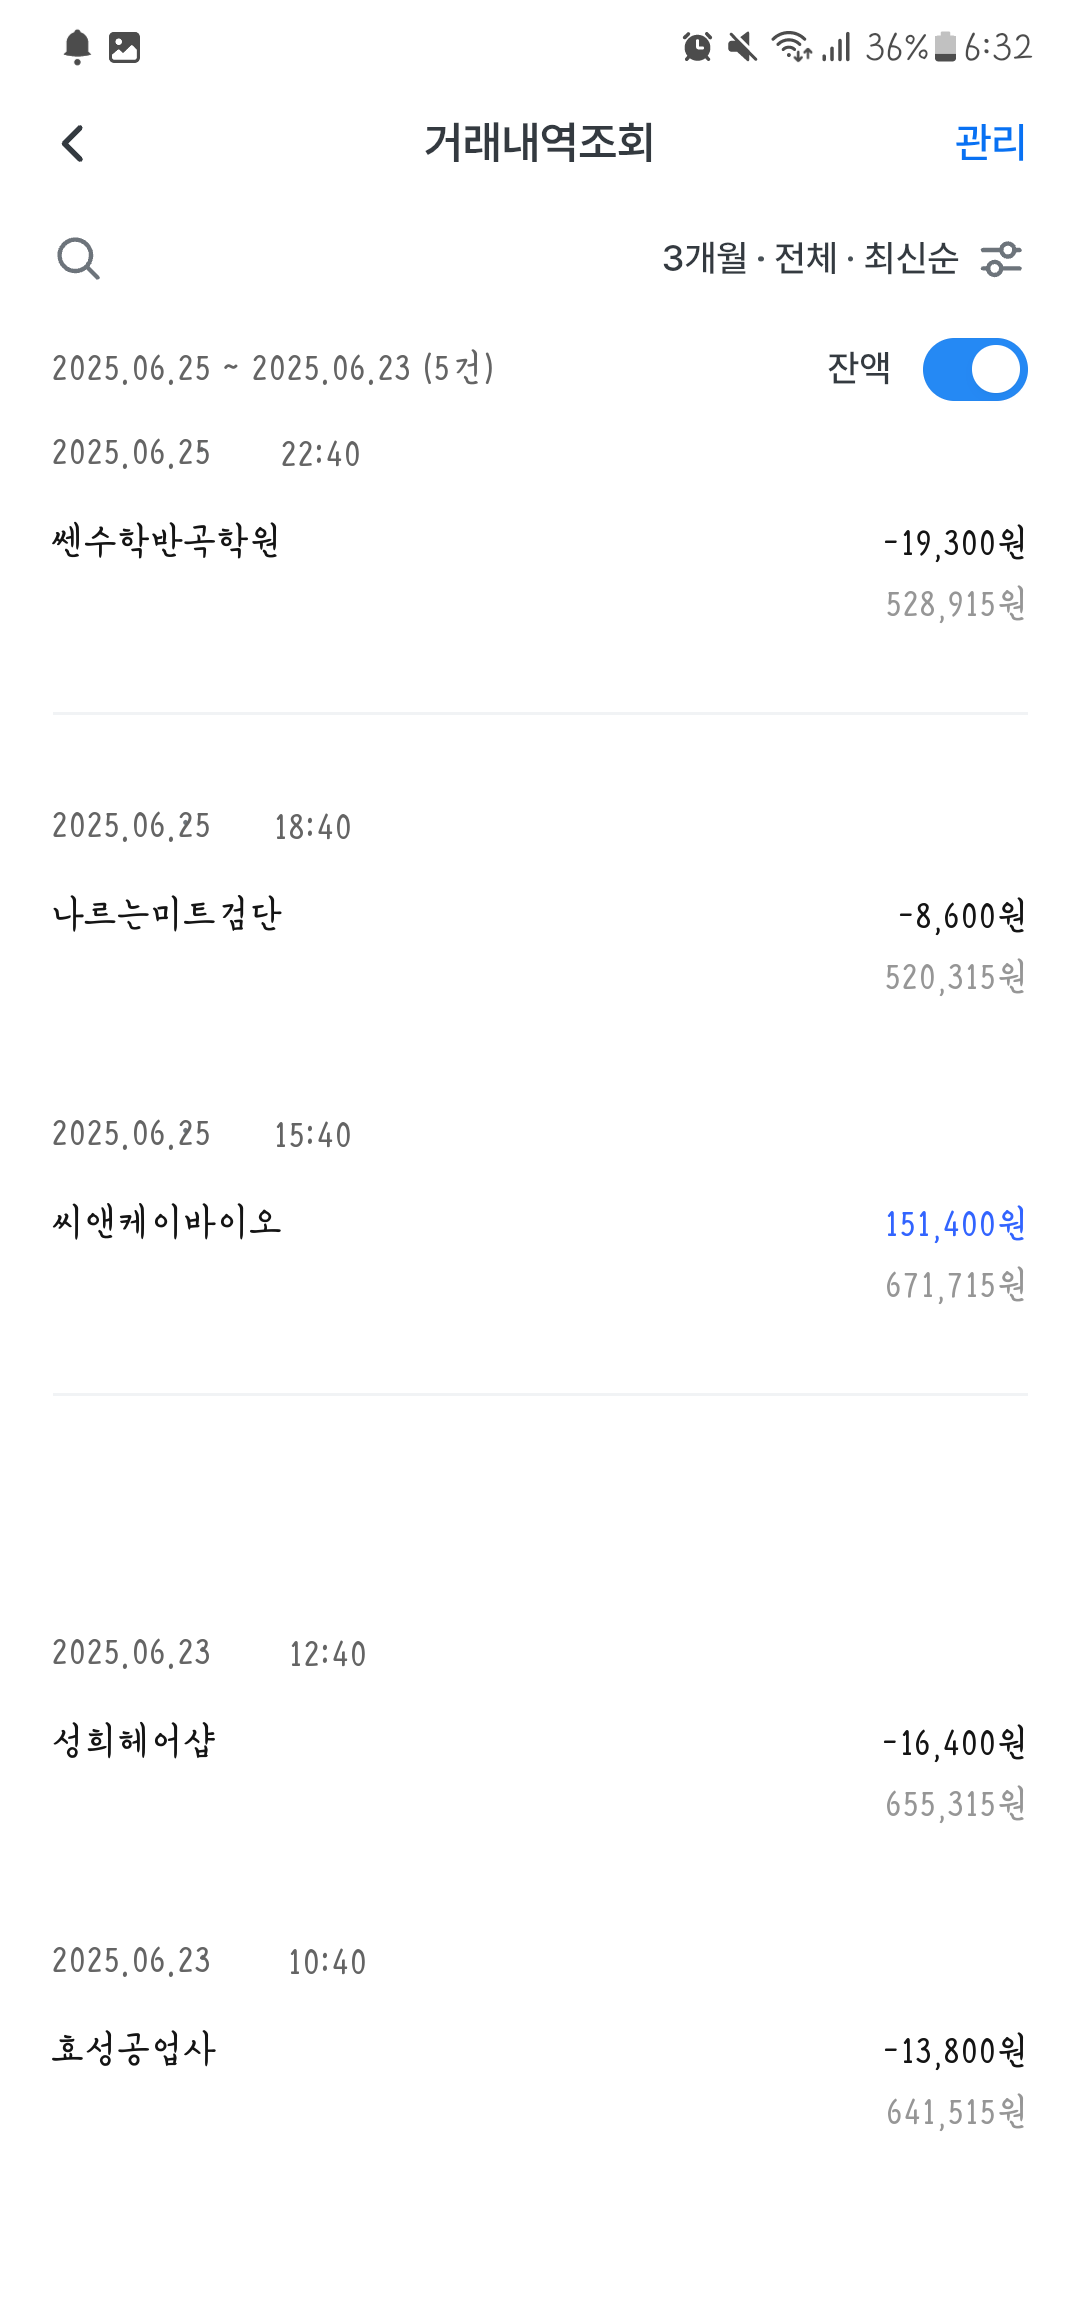 36% 6:32
거래내역조회 관리
3개월 · 전체 · 최신순
2025.06.25 ~ 2025.06.23 (5건) 잔액
2025.06.25 22:40
쎈수학반곡학원 -19,300원
528,915원
2025.06.25 18:40
나르는미트검단 -8,600원
520,315원
2025.06.25 15:40
씨앤케이바이오 151,400원
671,715원
2025.06.23 12:40
성희헤어샵 -16,400원
655,315원
2025.06.23 10:40
효성공업사 -13,800원
641,515원